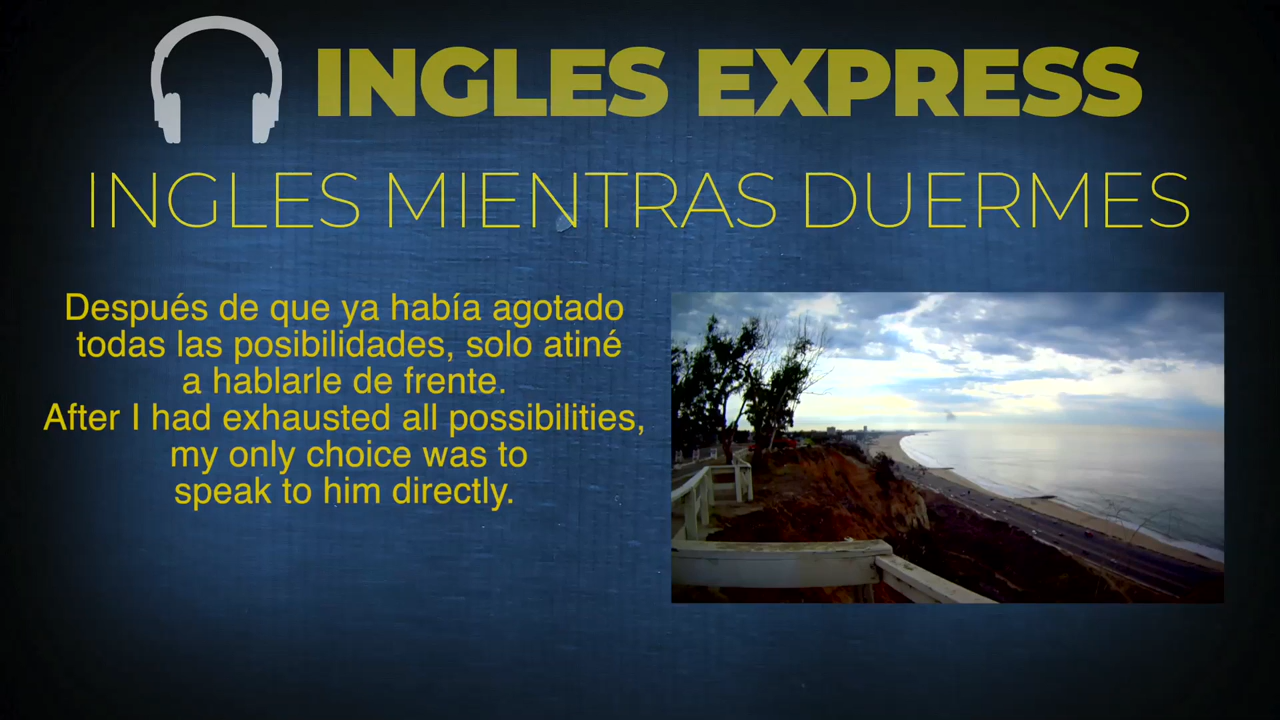 INGLES EXPRESS
INGLES MIENTRAS DUERMES
Después de que ya había agotado
todas las posibilidades, solo atiné
a hablarle de frente.
After I had exhausted all possibilities,
my only choice was to
speak to him directly.